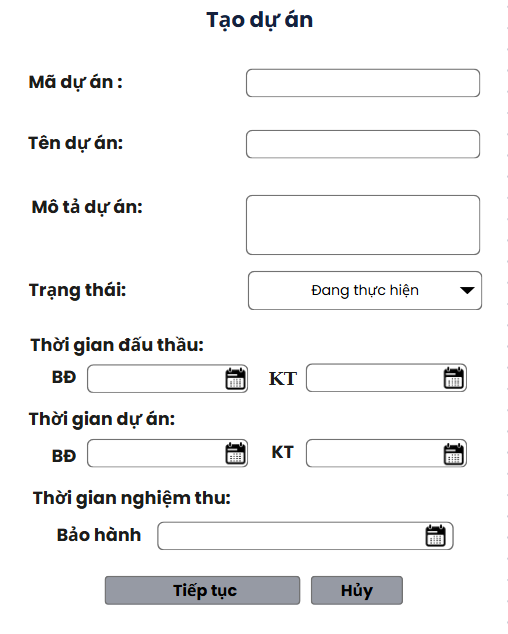 Tạo dự án
Mã dự án :
Tên dự án:
Mô tả dự án:
Trạng thái:
Đang thực hiện
Thời gian đấu thầu:
BĐ KT
Thời gian dự án:
BĐ KT
Thời gian nghiệm thu:
Bảo hành
Tiếp tục Hủy